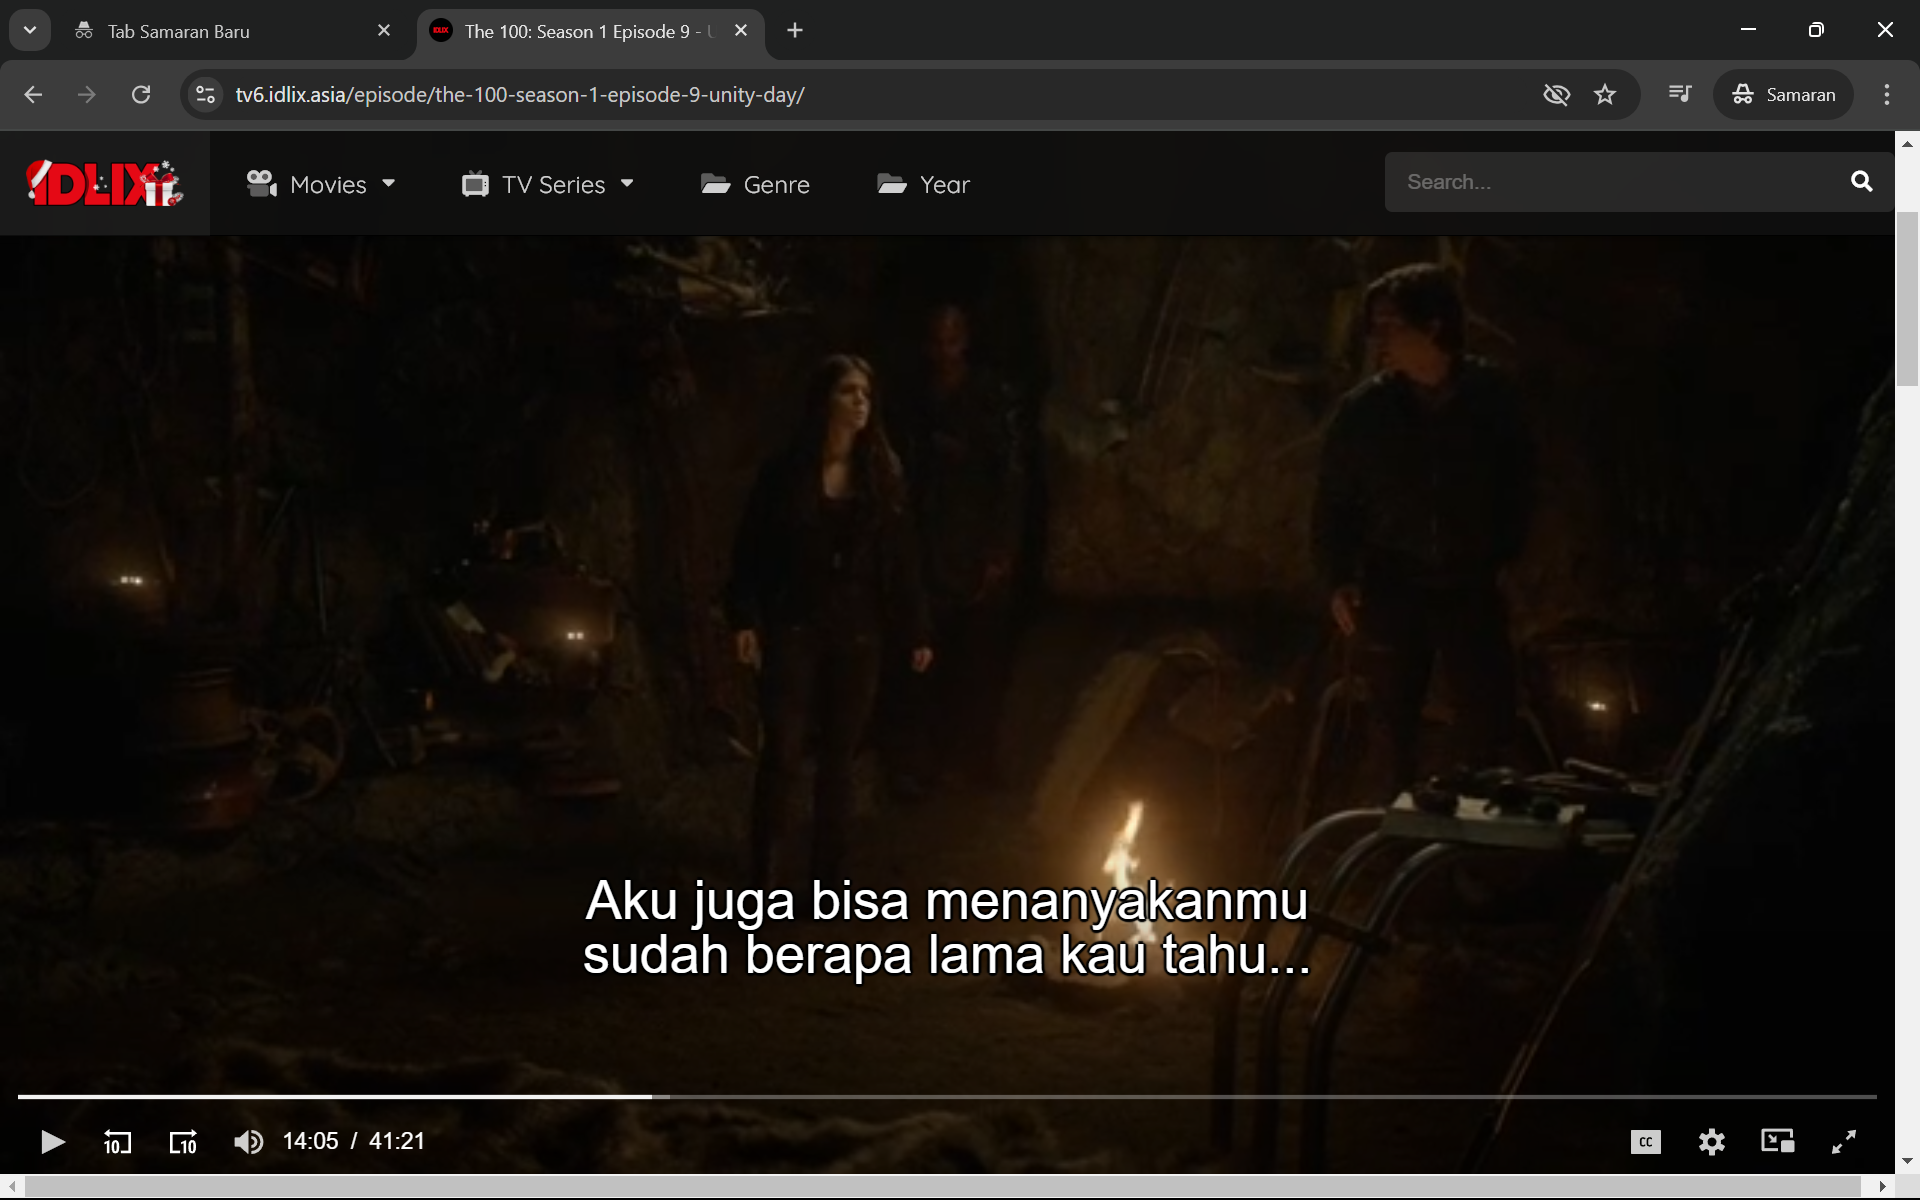 Tab Samaran Baru
The 100: Season 1 Episode 9 - U
tv6.idlix.asia/episode/the-100-season-1-episode-9-unity-day/
Samaran
IDLIX
Movies
TV Series
Genre
Year
Search...
Aku juga bisa menanyakanmu
sudah berapa lama kau tahu...
10
10
14:05 / 41:21
CC